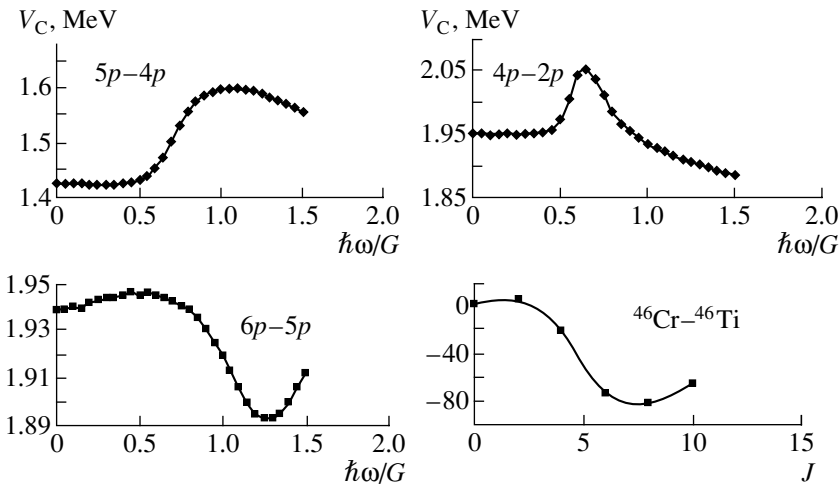 V_C, MeV
5p–4p
1.6
1.5
1.4
0 0.5 1.0 1.5 2.0
ℏω/G
V_C, MeV
4p–2p
2.05
1.95
1.85
0 0.5 1.0 1.5 2.0
ℏω/G
1.95
1.93
6p–5p
1.91
1.89
0 0.5 1.0 1.5 2.0
ℏω/G
⁴⁶Cr–⁴⁶Ti
0
−40
−80
0 5 10 15
J